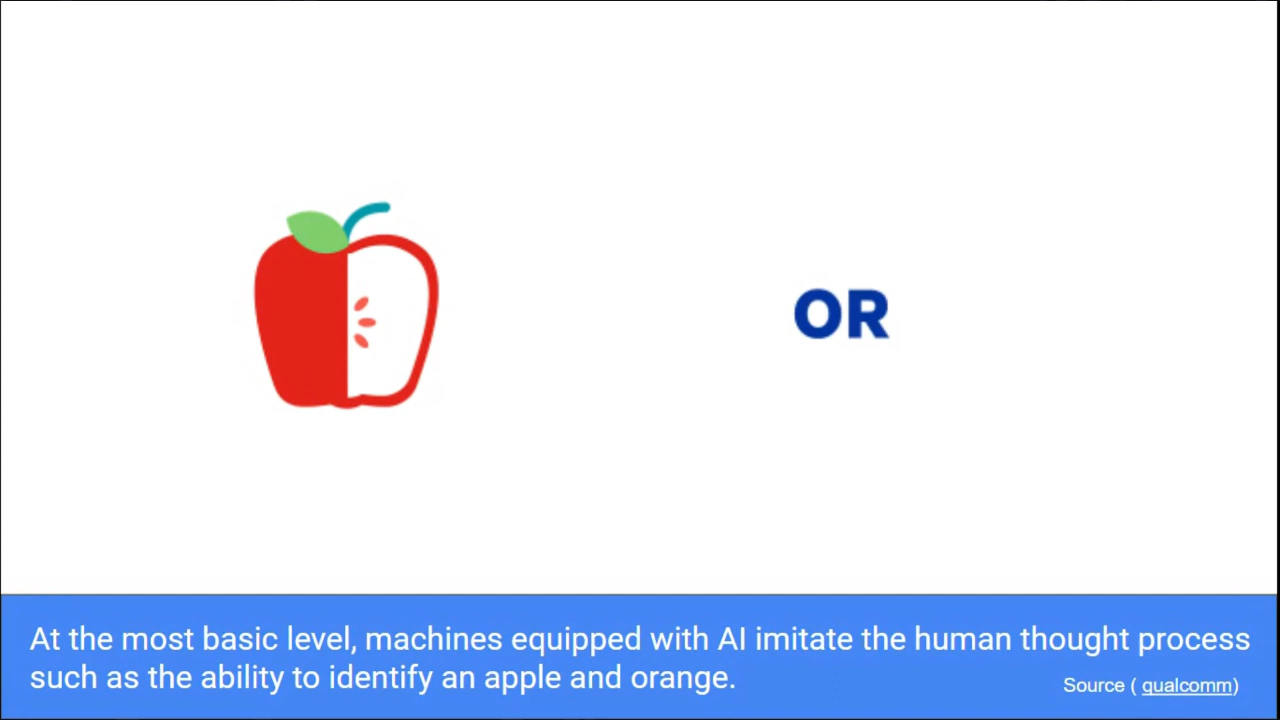 OR
At the most basic level, machines equipped with AI imitate the human thought process
such as the ability to identify an apple and orange.
Source ( qualcomm)